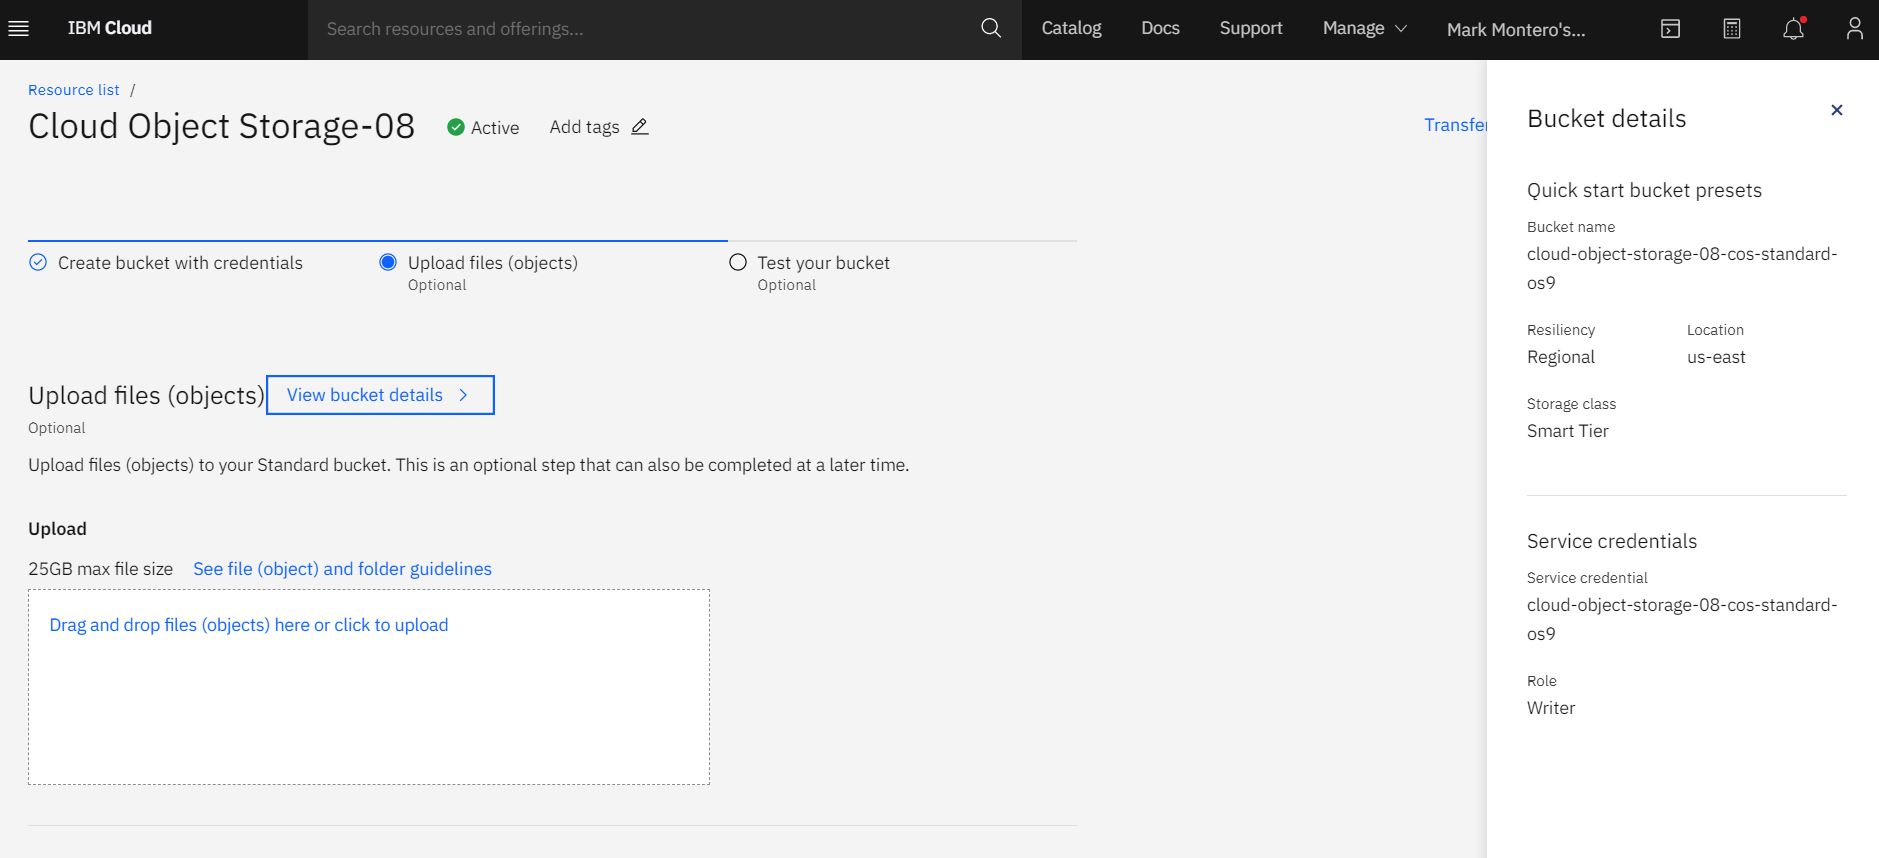 IBM Cloud
Search resources and offerings...
Catalog
Docs
Support
Manage
Mark Montero's...
Resource list /
Cloud Object Storage-08
Active
Add tags
Transfer
Create bucket with credentials
Upload files (objects)
Optional
Test your bucket
Optional
Upload files (objects)
View bucket details
Optional
Upload files (objects) to your Standard bucket. This is an optional step that can also be completed at a later time.
Upload
25GB max file size
See file (object) and folder guidelines
Drag and drop files (objects) here or click to upload
Bucket details
Quick start bucket presets
Bucket name
cloud-object-storage-08-cos-standard-
os9
Resiliency
Regional
Location
us-east
Storage class
Smart Tier
Service credentials
Service credential
cloud-object-storage-08-cos-standard-
os9
Role
Writer